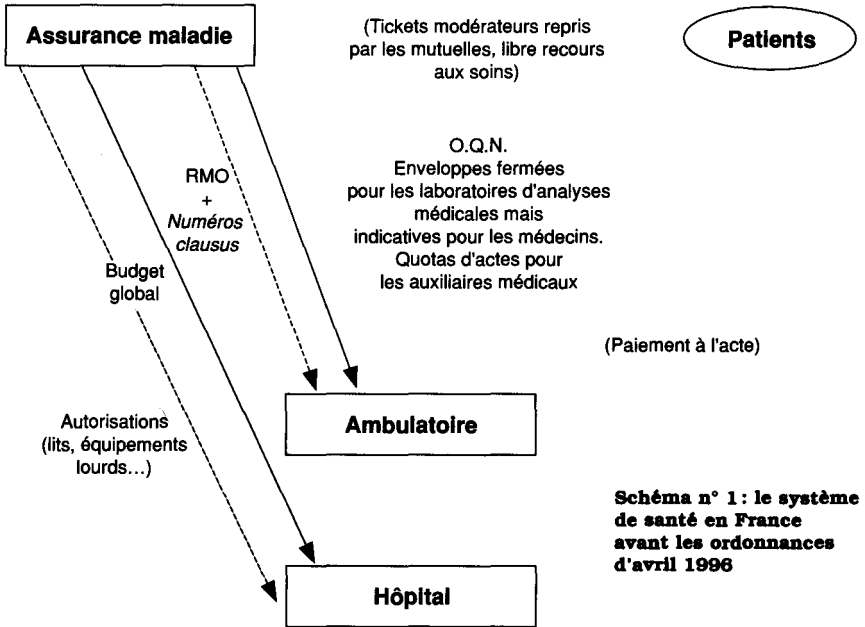 Assurance maladie
(Tickets modérateurs repris
par les mutuelles, libre recours
aux soins)
Patients
O.Q.N.
Enveloppes fermées
pour les laboratoires d'analyses
médicales mais
indicatives pour les médecins.
Quotas d'actes pour
les auxiliaires médicaux
RMO
+
Numéros
clausus
Budget
global
(Paiement à l'acte)
Ambulatoire
Autorisations
(lits, équipements
lourds...)
Schéma n° 1 : le système
de santé en France
avant les ordonnances
d'avril 1996
Hôpital